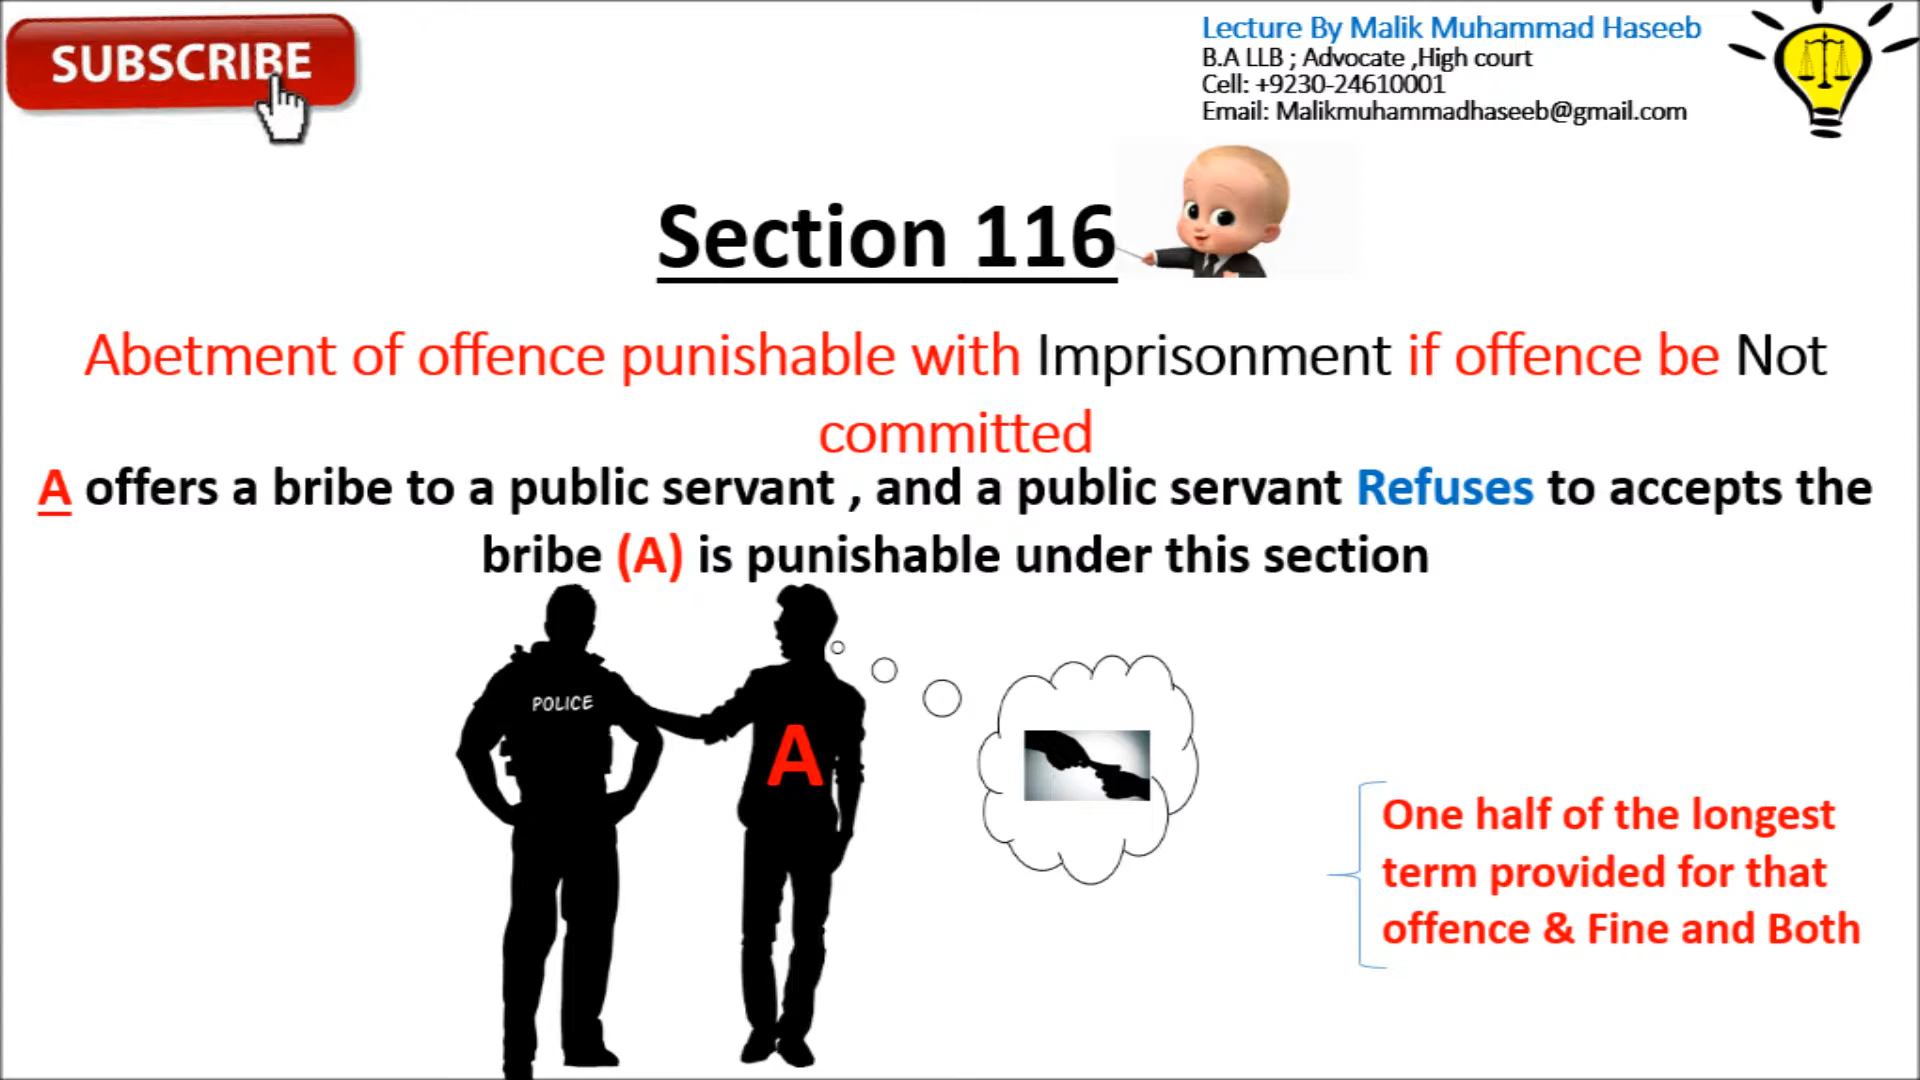 SUBSCRIBE
Lecture By Malik Muhammad Haseeb
B.A LLB ; Advocate ,High court
Cell: +9230-24610001
Email: Malikmuhammadhaseeb@gmail.com
Section 116
Abetment of offence punishable with Imprisonment if offence be Not
committed
A offers a bribe to a public servant , and a public servant Refuses to accepts the
bribe (A) is punishable under this section
POLICE
A
One half of the longest
term provided for that
offence & Fine and Both